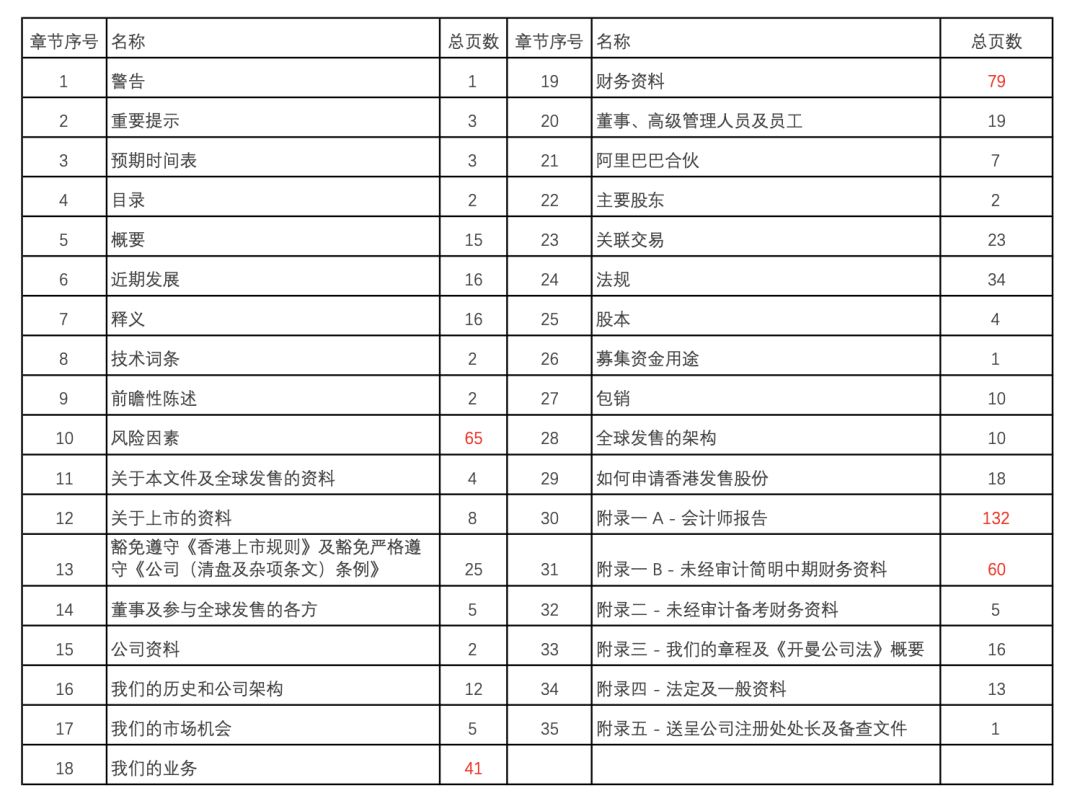 章节序号 名称 总页数 章节序号 名称 总页数
1 警告 1 19 财务资料 79
2 重要提示 3 20 董事、高级管理人员及员工 19
3 预期时间表 3 21 阿里巴巴合伙 7
4 目录 2 22 主要股东 2
5 概要 15 23 关联交易 23
6 近期发展 16 24 法规 34
7 释义 16 25 股本 4
8 技术词条 2 26 募集资金用途 1
9 前瞻性陈述 2 27 包销 10
10 风险因素 65 28 全球发售的架构 10
11 关于本文件及全球发售的资料 4 29 如何申请香港发售股份 18
12 关于上市的资料 8 30 附录一 A - 会计师报告 132
豁免遵守《香港上市规则》及豁免严格遵
13 守《公司（清盘及杂项条文）条例》 25 31 附录一 B - 未经审计简明中期财务资料 60
14 董事及参与全球发售的各方 5 32 附录二 - 未经审计备考财务资料 5
15 公司资料 2 33 附录三 - 我们的章程及《开曼公司法》概要 16
16 我们的历史和公司架构 12 34 附录四 - 法定及一般资料 13
17 我们的市场机会 5 35 附录五 - 送呈公司注册处处长及备查文件 1
18 我们的业务 41